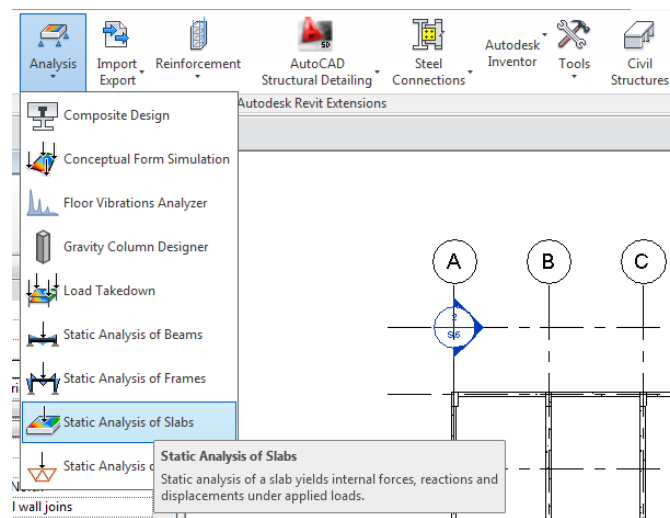 Analysis
Import
Export
Reinforcement
AutoCAD
Structural Detailing
Steel
Connections
Autodesk
Inventor
Tools
Civil
Structures
Autodesk Revit Extensions
Composite Design
Conceptual Form Simulation
Floor Vibrations Analyzer
Gravity Column Designer
Load Takedown
Static Analysis of Beams
Static Analysis of Frames
Static Analysis of Slabs
Static Analysis
Static Analysis of Slabs
Static analysis of a slab yields internal forces, reactions and
displacements under applied loads.
wall joins
A
B
C
2